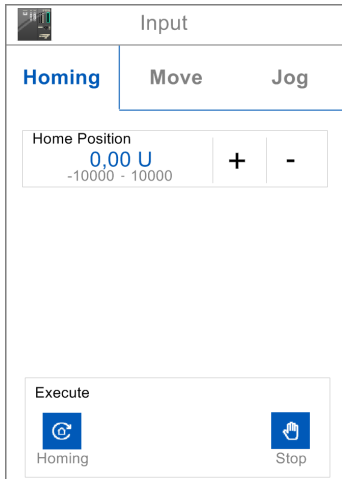 Input
Homing Move Jog
Home Position
0,00 U + -
-10000 - 10000
Execute
Homing Stop